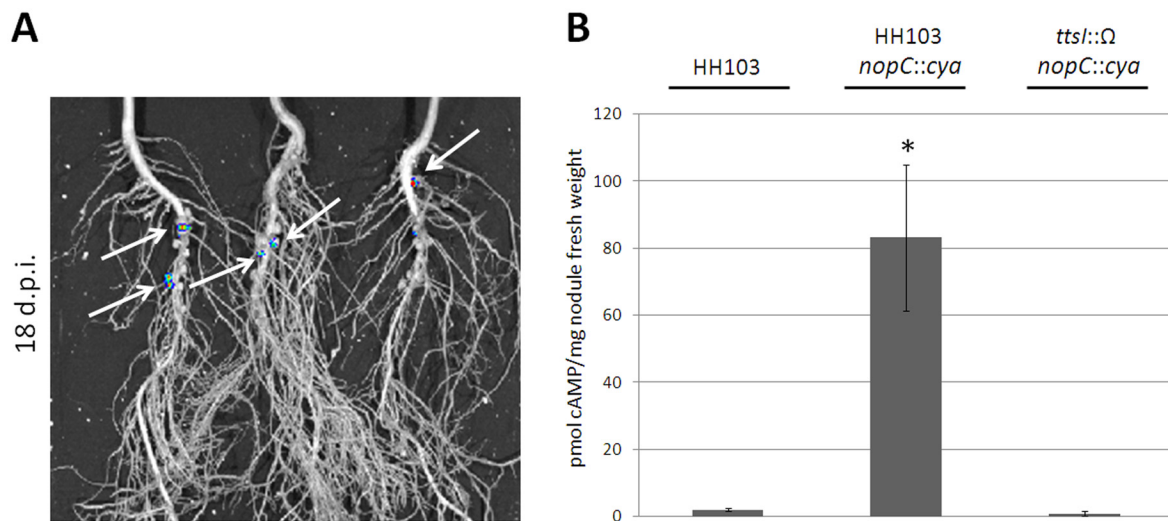 A
18 d.p.i.
B
HH103
HH103
nopC::cya
ttsI::Ω
nopC::cya
pmol cAMP/mg nodule fresh weight
120
100
80
60
40
20
0
*